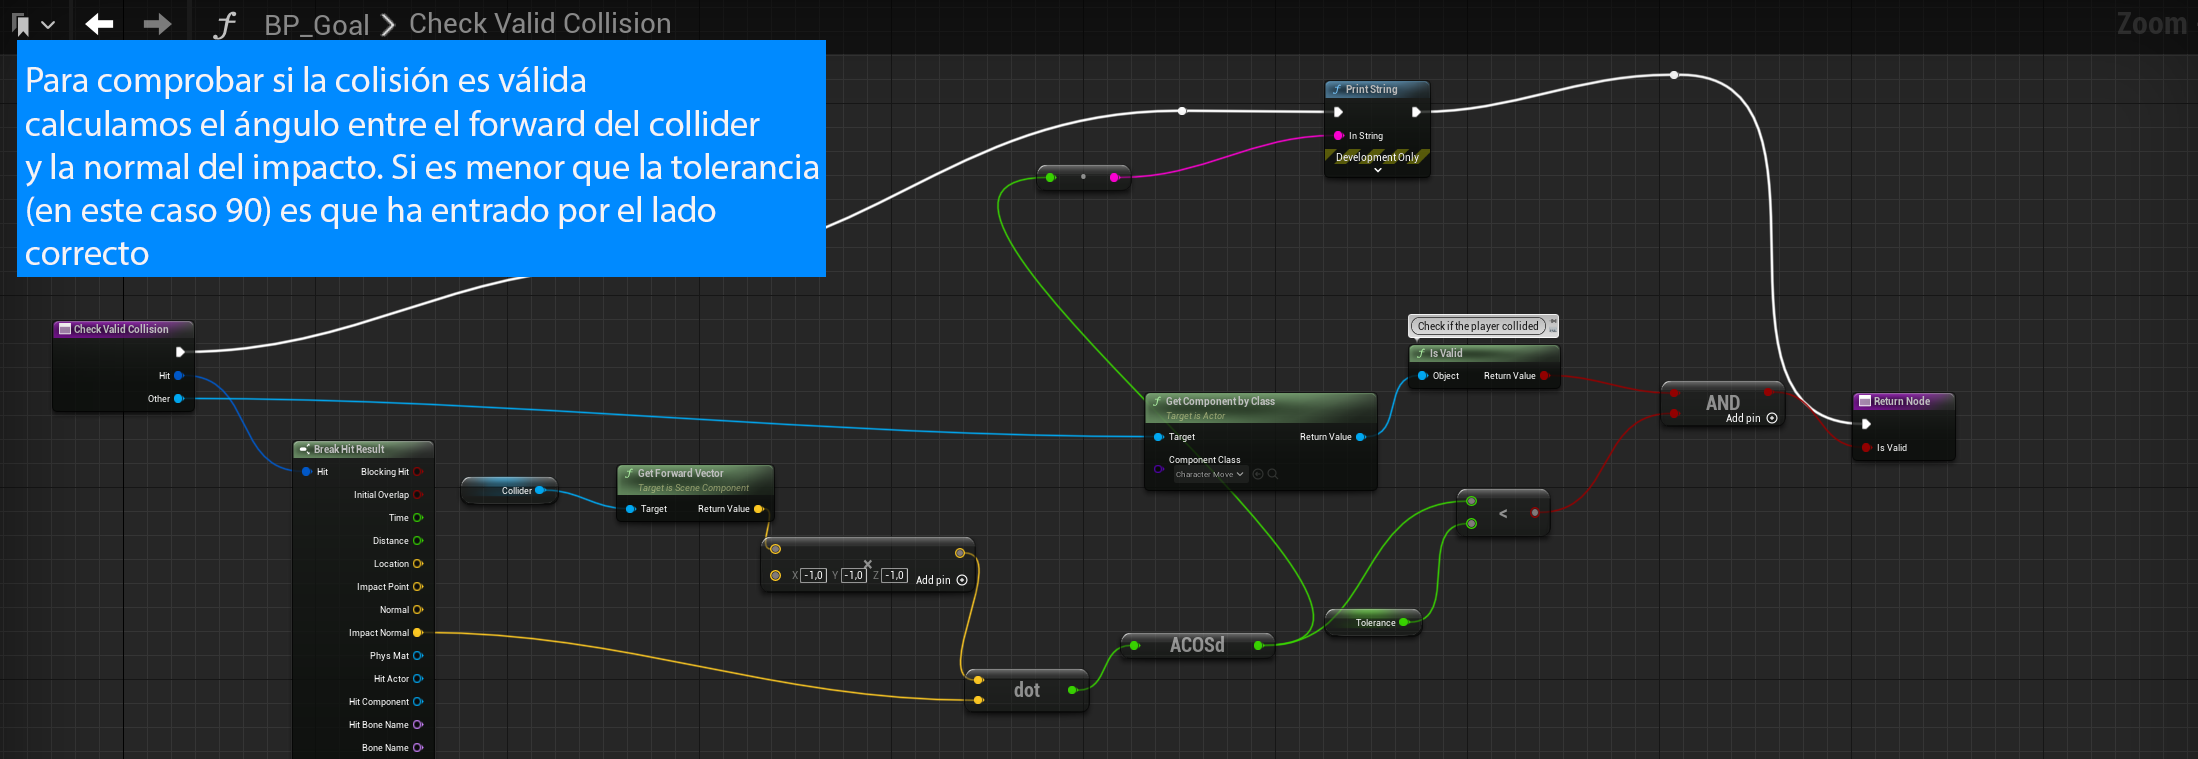 BP_Goal > Check Valid Collision
Zoom
Para comprobar si la colisión es válida
calculamos el ángulo entre el forward del collider
y la normal del impacto. Si es menor que la tolerancia
(en este caso 90) es que ha entrado por el lado
correcto
Print String
In String
Development Only
Check Valid Collision
Hit
Other
Break Hit Result
Hit
Blocking Hit
Initial Overlap
Time
Distance
Location
Impact Point
Normal
Impact Normal
Phys Mat
Hit Actor
Hit Component
Hit Bone Name
Bone Name
Collider
Get Forward Vector
Target is Scene Component
Target Return Value
X -1,0 Y -1,0 Z -1,0 Add pin
dot
ACOSd
Get Component by Class
Target is Actor
Target Return Value
Component Class
Character Move
Check if the player collided
Is Valid
Object Return Value
Tolerance
<
AND
Add pin
Return Node
Is Valid